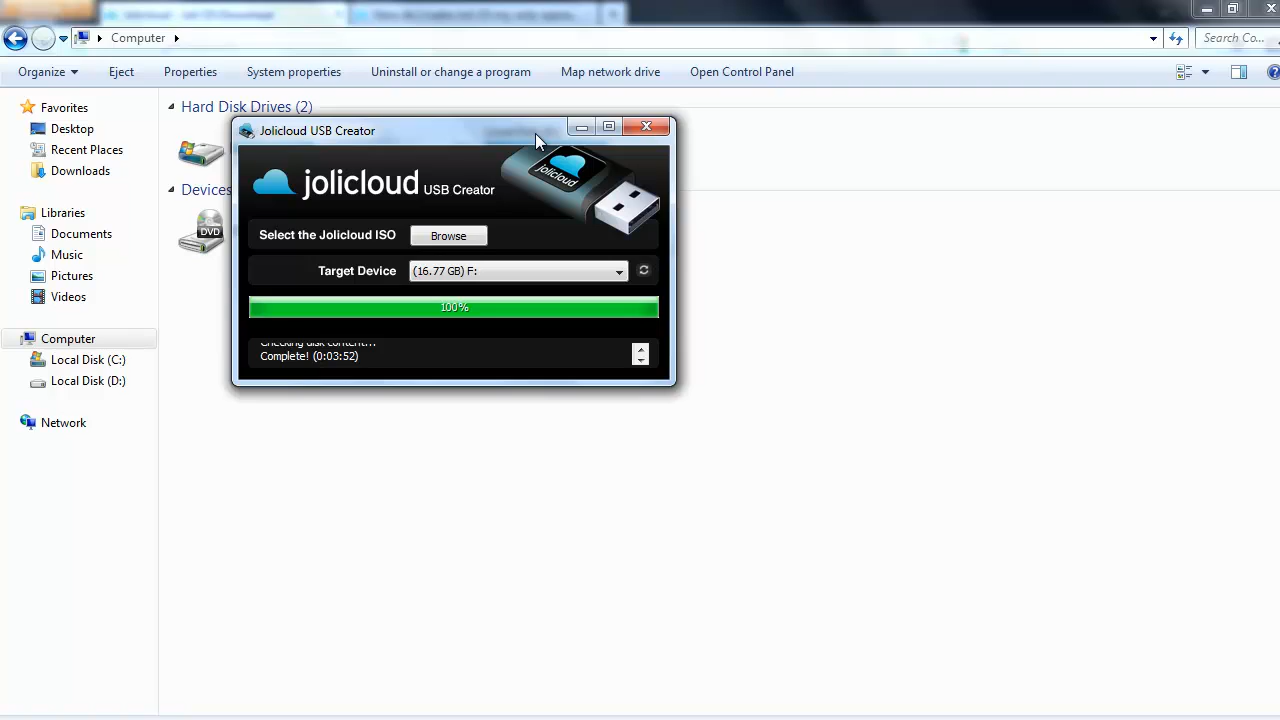 Computer
Search Co...
Organize
Eject
Properties
System properties
Uninstall or change a program
Map network drive
Open Control Panel
Favorites
Desktop
Recent Places
Downloads
Libraries
Documents
Music
Pictures
Videos
Computer
Local Disk (C:)
Local Disk (D:)
Network
Hard Disk Drives (2)
Devices
DVD
Jolicloud USB Creator
jolicloud USB Creator
jolicloud
Select the Jolicloud ISO
Browse
Target Device
(16.77 GB) F:
100%
Checking disk content...
Complete! (0:03:52)